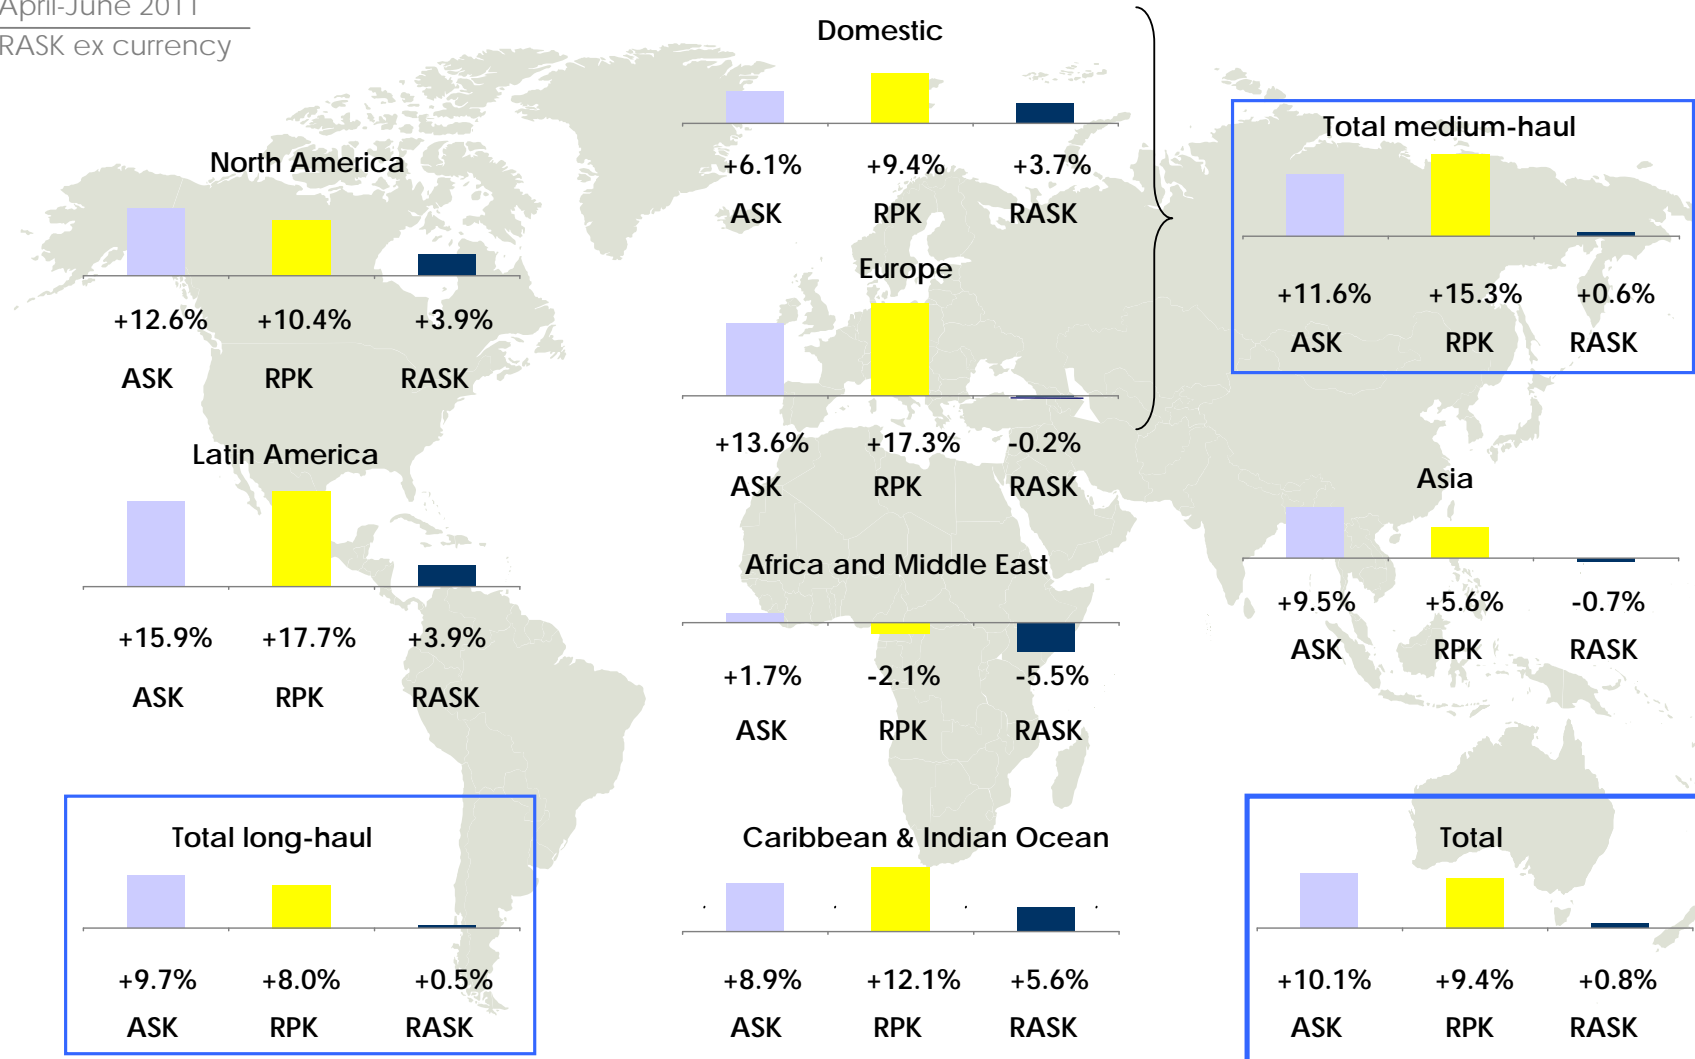 April-June 2011
RASK ex currency
Domestic
+6.1% +9.4% +3.7%
ASK RPK RASK
North America
+12.6% +10.4% +3.9%
ASK RPK RASK
Europe
+13.6% +17.3% -0.2%
ASK RPK RASK
Total medium-haul
+11.6% +15.3% +0.6%
ASK RPK RASK
Latin America
+15.9% +17.7% +3.9%
ASK RPK RASK
Africa and Middle East
+1.7% -2.1% -5.5%
ASK RPK RASK
Asia
+9.5% +5.6% -0.7%
ASK RPK RASK
Total long-haul
+9.7% +8.0% +0.5%
ASK RPK RASK
Caribbean & Indian Ocean
+8.9% +12.1% +5.6%
ASK RPK RASK
Total
+10.1% +9.4% +0.8%
ASK RPK RASK